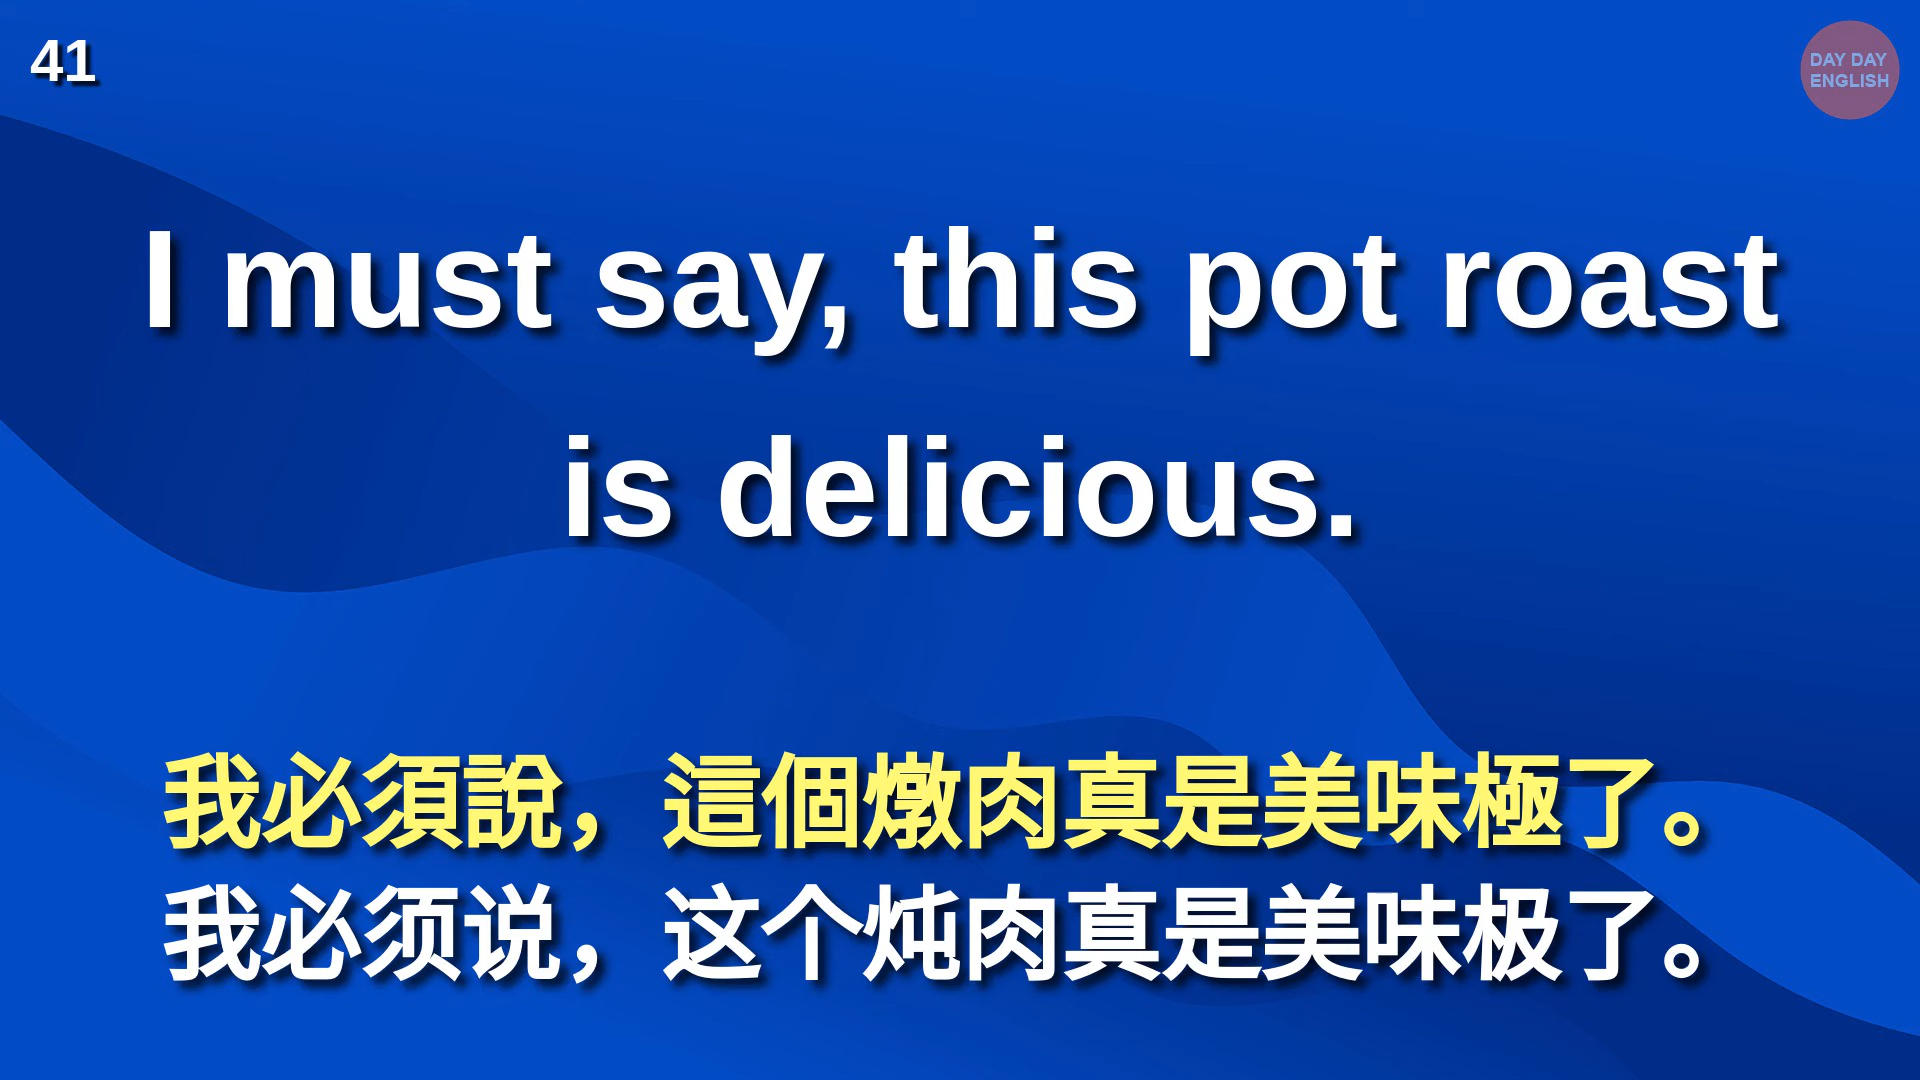 41
DAY DAY
ENGLISH
I must say, this pot roast
is delicious.
我必須說，這個燉肉真是美味極了。
我必须说，这个炖肉真是美味极了。